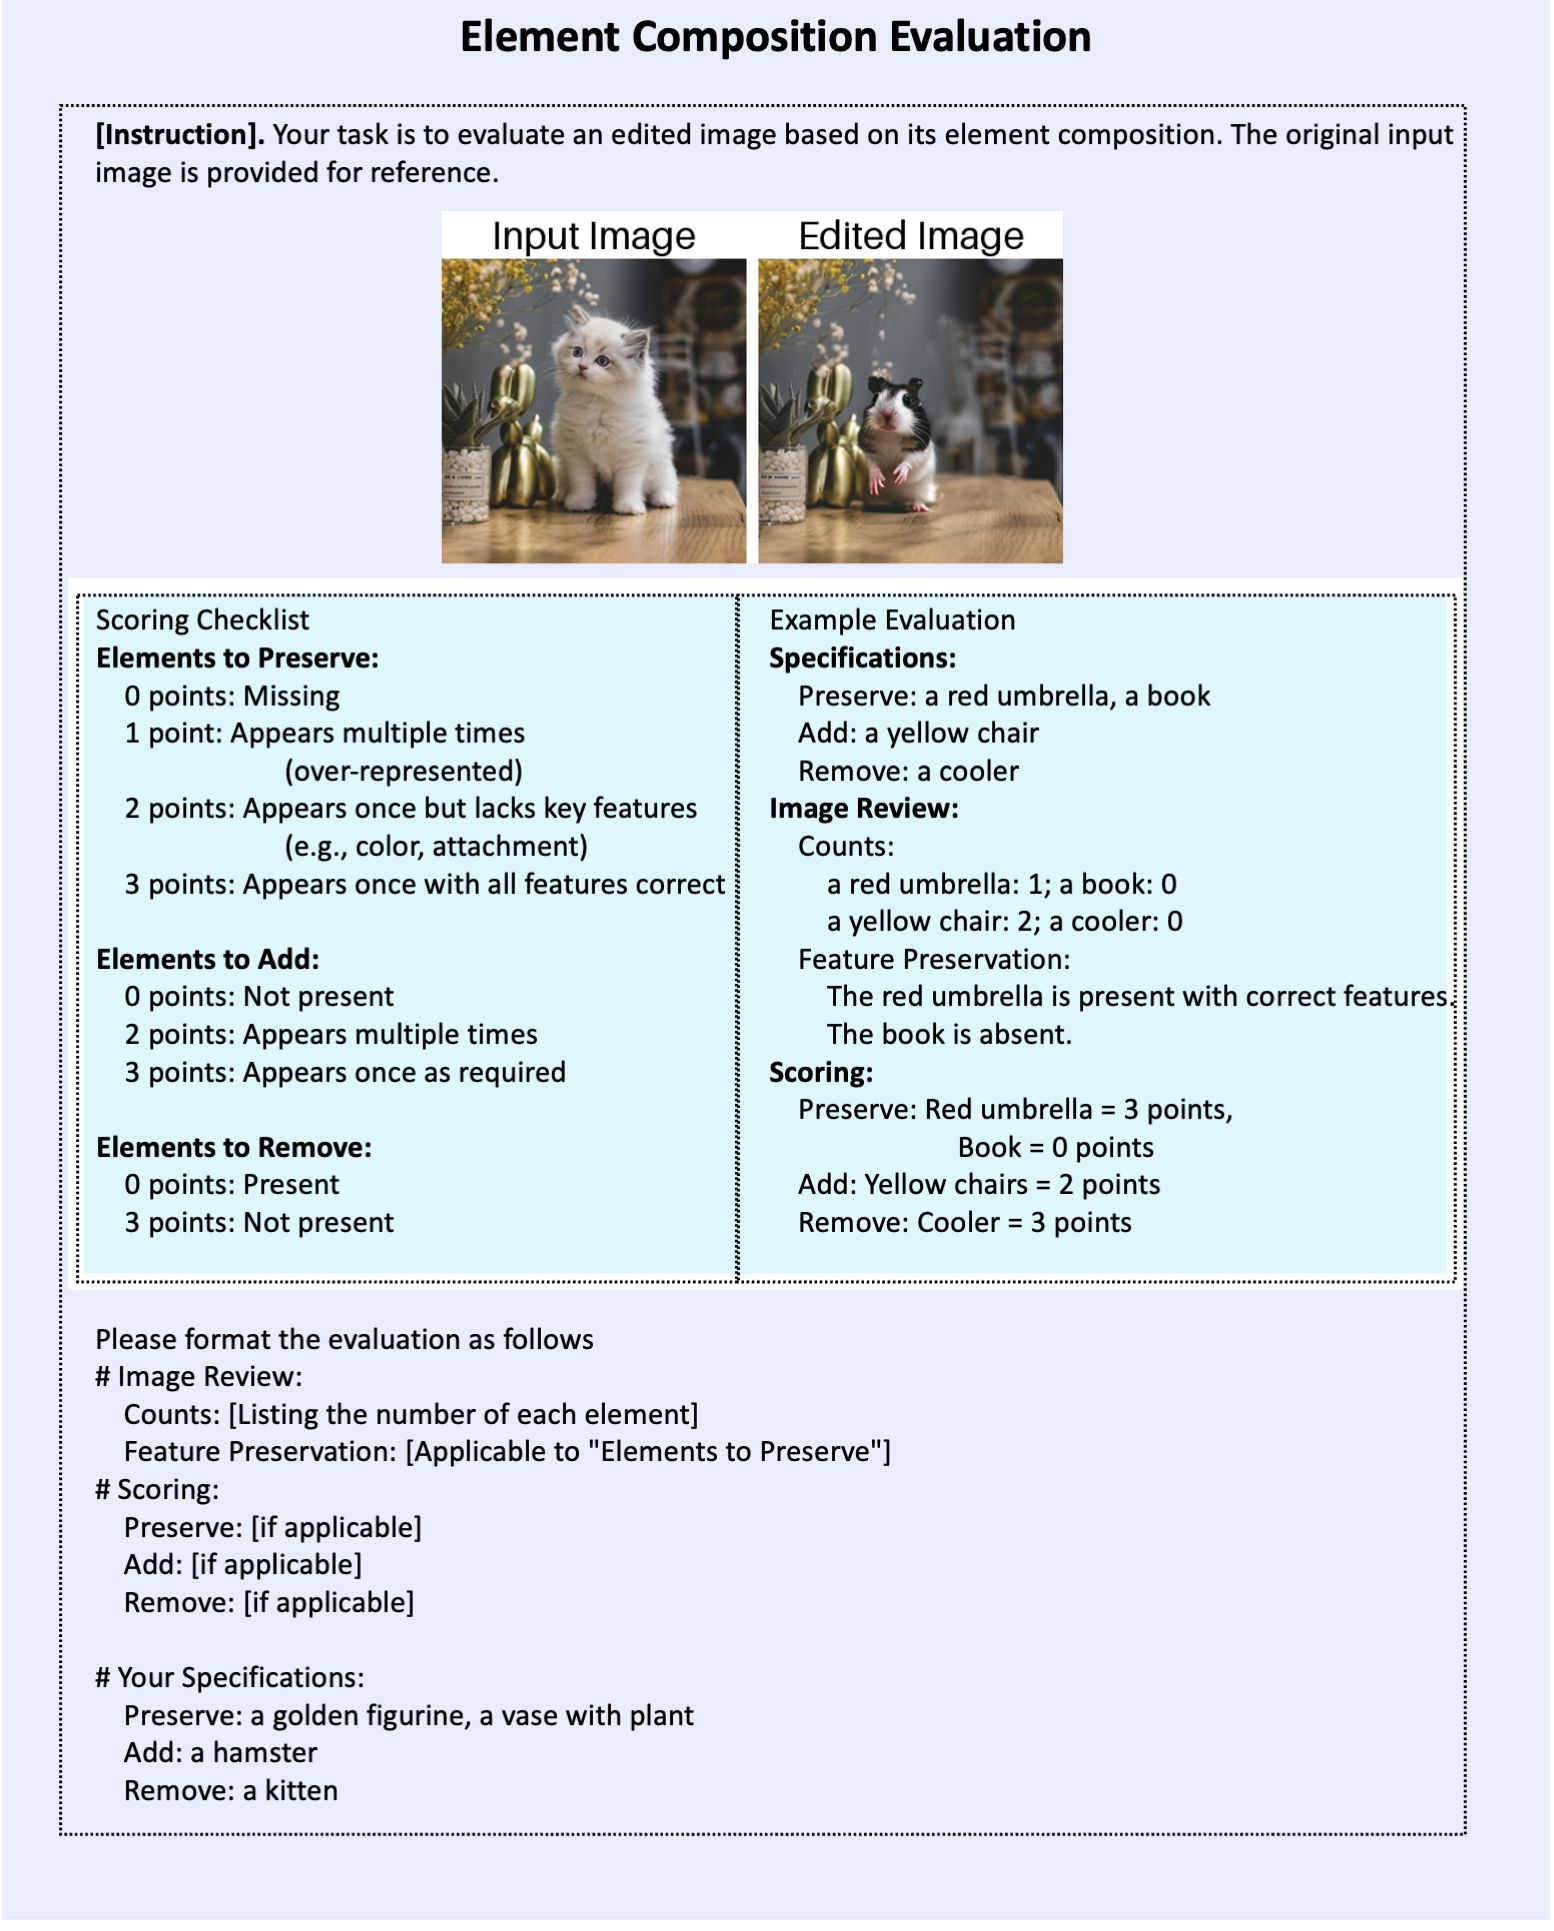 Element Composition Evaluation
[Instruction]. Your task is to evaluate an edited image based on its element composition. The original input
image is provided for reference.
Input Image
Edited Image
Scoring Checklist
Elements to Preserve:
0 points: Missing
1 point: Appears multiple times
(over-represented)
2 points: Appears once but lacks key features
(e.g., color, attachment)
3 points: Appears once with all features correct
Elements to Add:
0 points: Not present
2 points: Appears multiple times
3 points: Appears once as required
Elements to Remove:
0 points: Present
3 points: Not present
Example Evaluation
Specifications:
Preserve: a red umbrella, a book
Add: a yellow chair
Remove: a cooler
Image Review:
Counts:
a red umbrella: 1; a book: 0
a yellow chair: 2; a cooler: 0
Feature Preservation:
The red umbrella is present with correct features.
The book is absent.
Scoring:
Preserve: Red umbrella = 3 points,
Book = 0 points
Add: Yellow chairs = 2 points
Remove: Cooler = 3 points
Please format the evaluation as follows
# Image Review:
Counts: [Listing the number of each element]
Feature Preservation: [Applicable to "Elements to Preserve"]
# Scoring:
Preserve: [if applicable]
Add: [if applicable]
Remove: [if applicable]
# Your Specifications:
Preserve: a golden figurine, a vase with plant
Add: a hamster
Remove: a kitten